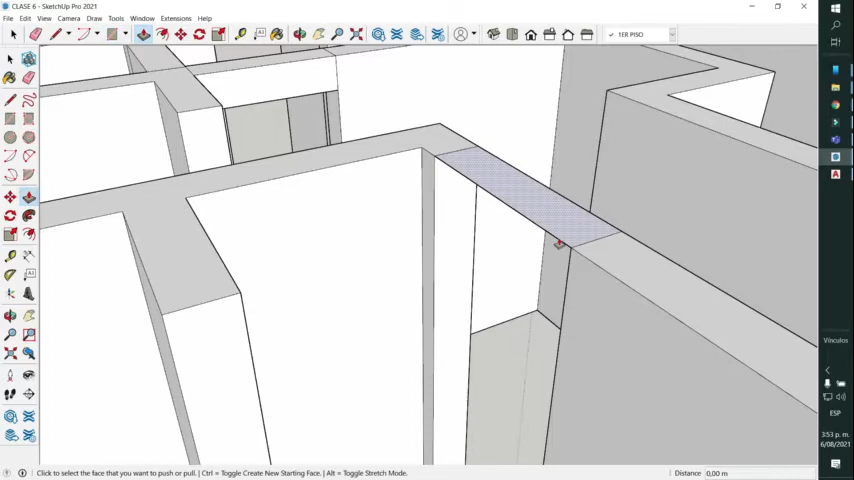 CLASE 6 - SketchUp Pro 2021
File Edit View Camera Draw Tools Window Extensions Help
1ER PISO
Vínculos
ESP
3:53 p. m.
6/08/2021
Click to select the face that you want to push or pull. | Ctrl = Toggle Create New Starting Face. | Alt = Toggle Stretch Mode.
Distance 0,00 m